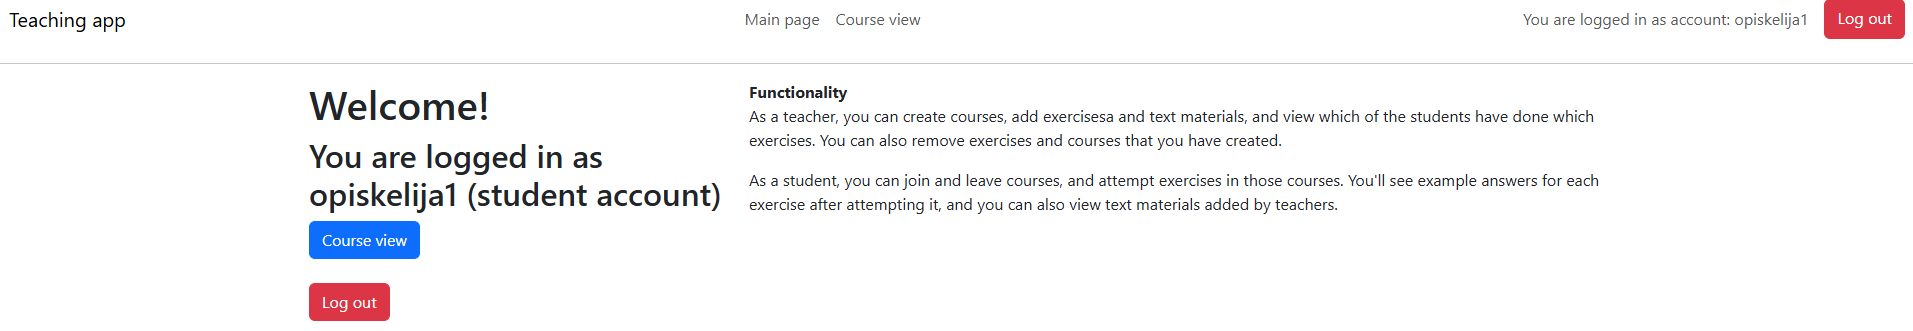 Teaching app
Main page
Course view
You are logged in as account: opiskelija1
Log out
Welcome!
You are logged in as
opiskelija1 (student account)
Course view
Log out
Functionality
As a teacher, you can create courses, add exercisesa and text materials, and view which of the students have done which
exercises. You can also remove exercises and courses that you have created.
As a student, you can join and leave courses, and attempt exercises in those courses. You'll see example answers for each
exercise after attempting it, and you can also view text materials added by teachers.